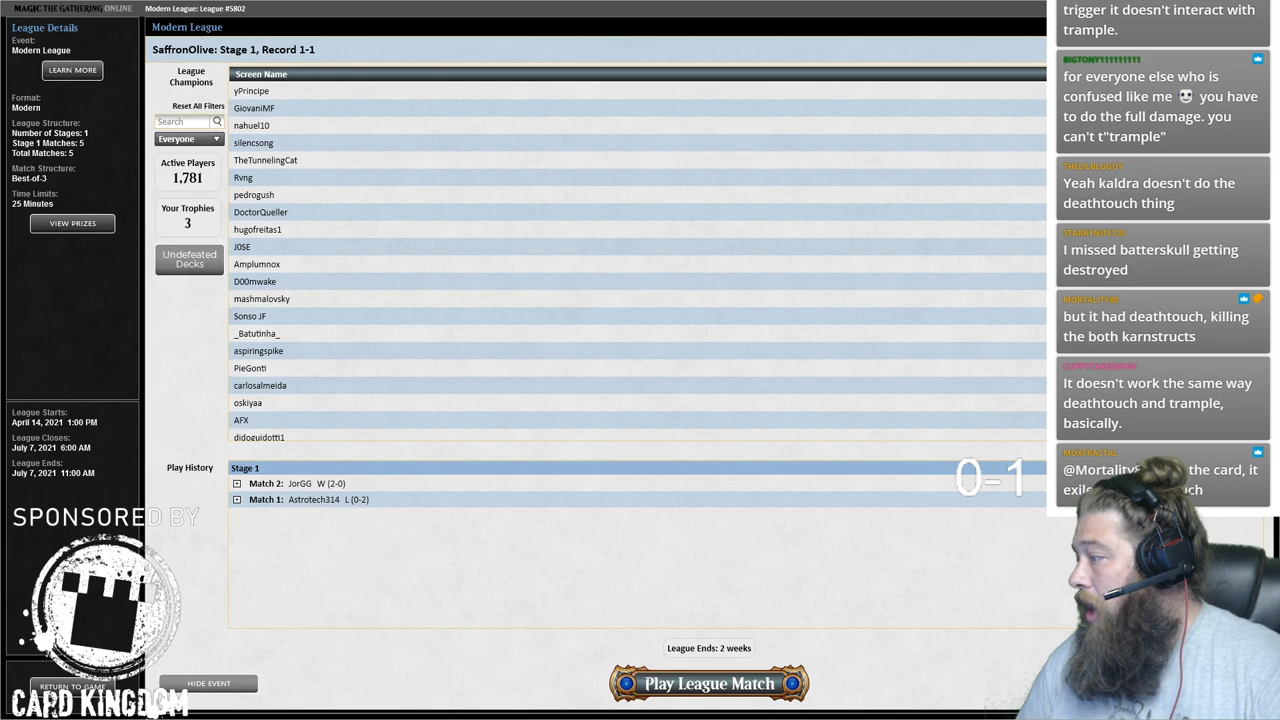 MAGIC THE GATHERING ONLINE
Modern League: League #5802
League Details
Event:
Modern League
LEARN MORE
Format:
Modern
League Structure:
Number of Stages: 1
Stage 1 Matches: 5
Total Matches: 5
Match Structure:
Best-of-3
Time Limits:
25 Minutes
VIEW PRIZES
League Starts:
April 14, 2021 1:00 PM
League Closes:
July 7, 2021 6:00 AM
League Ends:
July 7, 2021 11:00 AM
SPONSORED BY
RETURN TO GAME
CARD KINGDOM
Modern League
SaffronOlive: Stage 1, Record 1-1
League
Champions
Reset All Filters
Search
Everyone
Active Players
1,781
Your Trophies
3
Undefeated
Decks
Screen Name
yPrincipe
GiovaniMF
nahuel10
silencsong
TheTunnelingCat
Rvng
pedrogush
DoctorQueller
hugofreitas1
J0SE
Amplumnox
D00mwake
mashmalovsky
Sonso JF
_Batutinha_
aspiringspike
PieGonti
carlosalmeida
oskiyaa
AFX
didoguidotti1
Play History
Stage 1
Match 2: JorGG W (2-0)
Match 1: Astrotech314 L (0-2)
0-1
League Ends: 2 weeks
HIDE EVENT
Play League Match
trigger it doesn't interact with
trample.
BIGTONY111111111
for everyone else who is
confused like me you have
to do the full damage. you
can't t"trample"
THELILBLUGUY
Yeah kaldra doesn't do the
deathtouch thing
STARRYNITE120
I missed batterskull getting
destroyed
MORTALITY80
but it had deathtouch, killing
the both karnstructs
It doesn't work the same way
deathtouch and trample,
basically.
MOXFRACTAL
the card, it